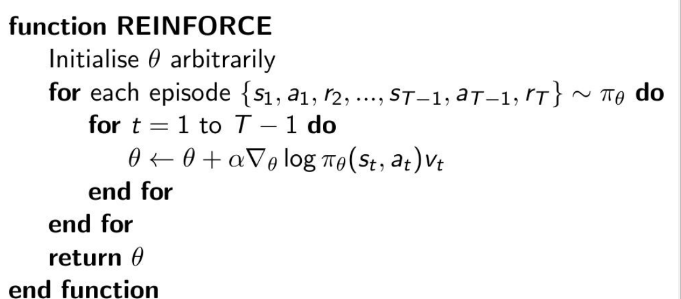 function REINFORCE
Initialise θ arbitrarily
for each episode {s₁, a₁, r₂, ..., s_{T−1}, a_{T−1}, r_T} ∼ π_θ do
for t = 1 to T − 1 do
θ ← θ + α∇_θ log π_θ(s_t, a_t)v_t
end for
end for
return θ
end function